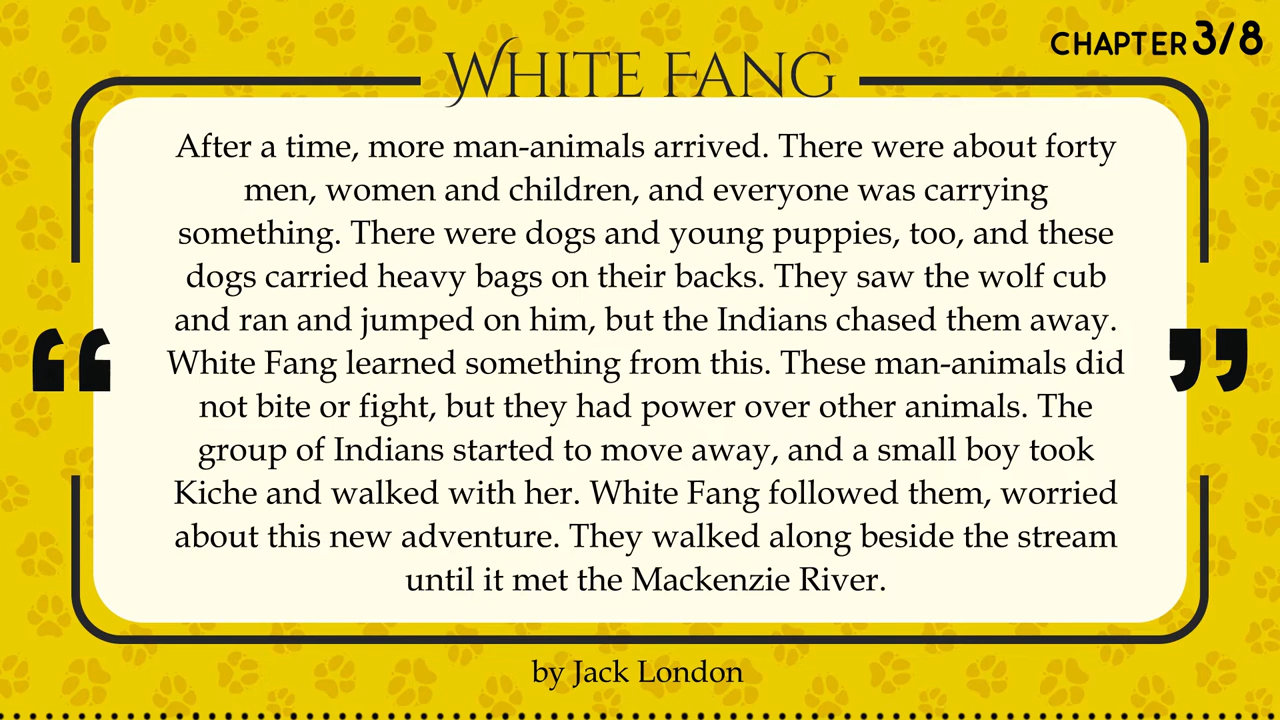 CHAPTER 3/8
WHITE FANG
After a time, more man-animals arrived. There were about forty
men, women and children, and everyone was carrying
something. There were dogs and young puppies, too, and these
dogs carried heavy bags on their backs. They saw the wolf cub
and ran and jumped on him, but the Indians chased them away.
White Fang learned something from this. These man-animals did
not bite or fight, but they had power over other animals. The
group of Indians started to move away, and a small boy took
Kiche and walked with her. White Fang followed them, worried
about this new adventure. They walked along beside the stream
until it met the Mackenzie River.
“ ”
by Jack London